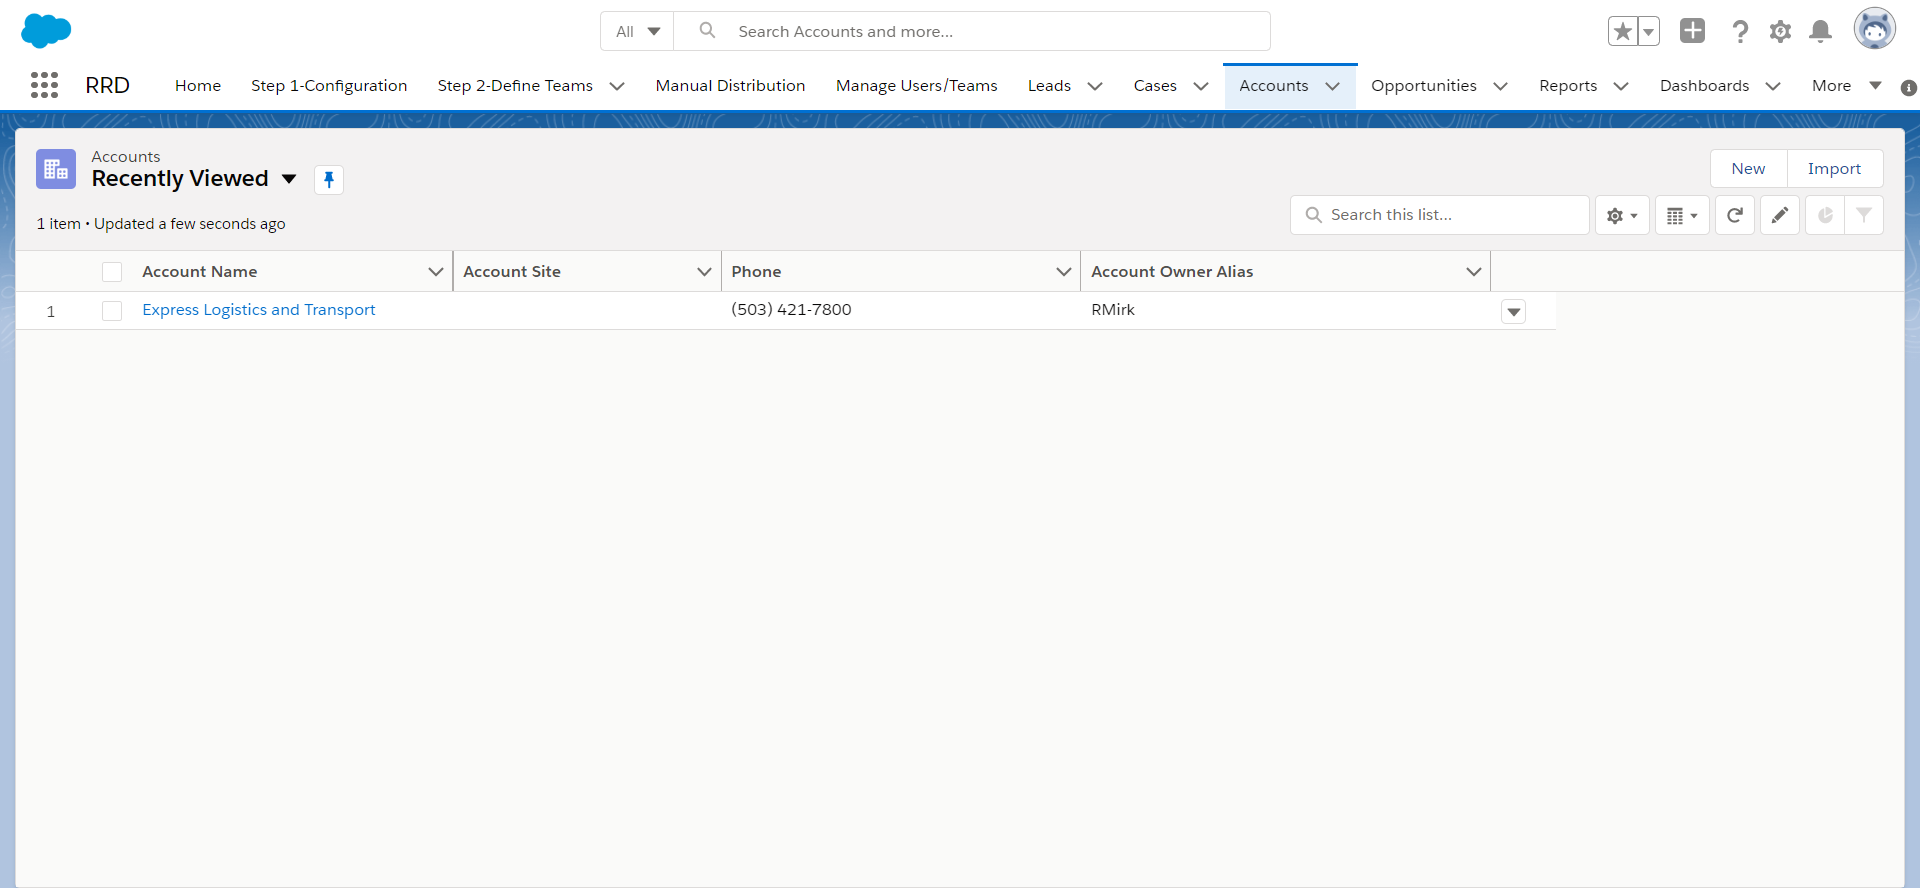 All
Search Accounts and more...
RRD
Home
Step 1-Configuration
Step 2-Define Teams
Manual Distribution
Manage Users/Teams
Leads
Cases
Accounts
Opportunities
Reports
Dashboards
More
Accounts
Recently Viewed
New
Import
1 item • Updated a few seconds ago
Search this list...
Account Name
Account Site
Phone
Account Owner Alias
1
Express Logistics and Transport
(503) 421-7800
RMirk